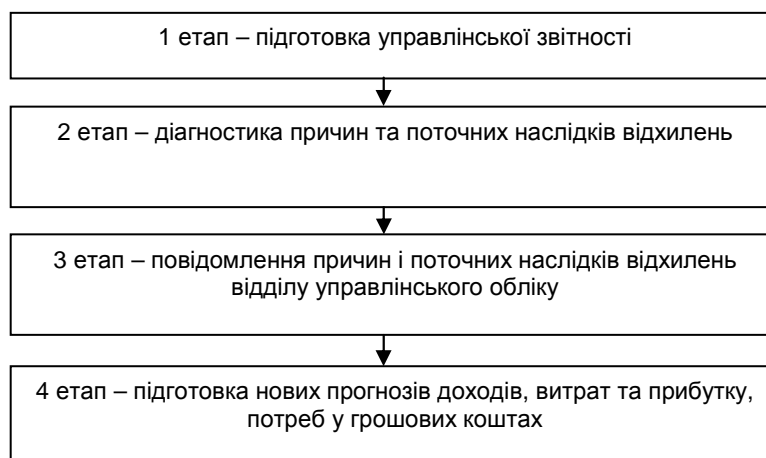 1 етап – підготовка управлінської звітності
2 етап – діагностика причин та поточних наслідків відхилень
3 етап – повідомлення причин і поточних наслідків відхилень
відділу управлінського обліку
4 етап – підготовка нових прогнозів доходів, витрат та прибутку,
потреб у грошових коштах